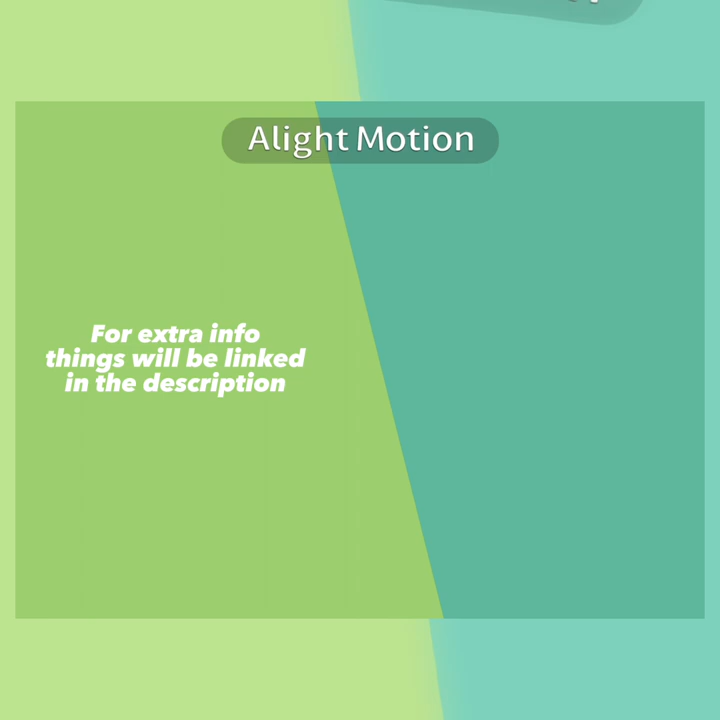 Alight Motion
For extra info
things will be linked
in the description